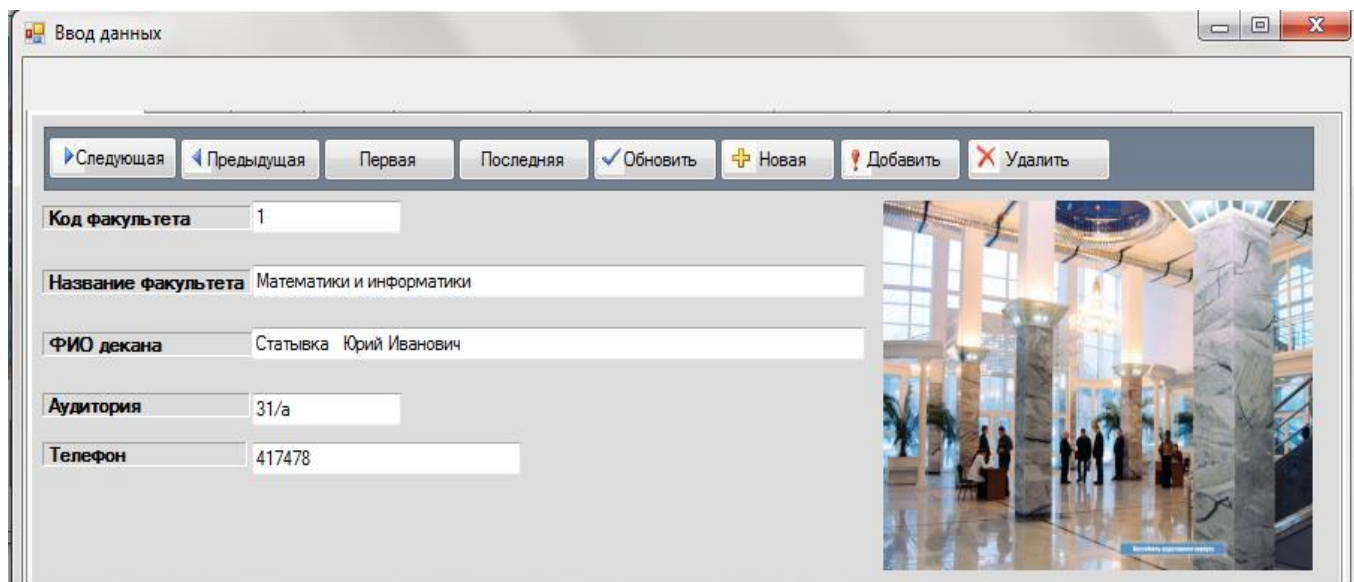 Ввод данных
Следующая Предыдущая Первая Последняя Обновить Новая Добавить Удалить
Код факультета 1
Название факультета Математики и информатики
ФИО декана Статывка Юрий Иванович
Аудитория 31/а
Телефон 417478